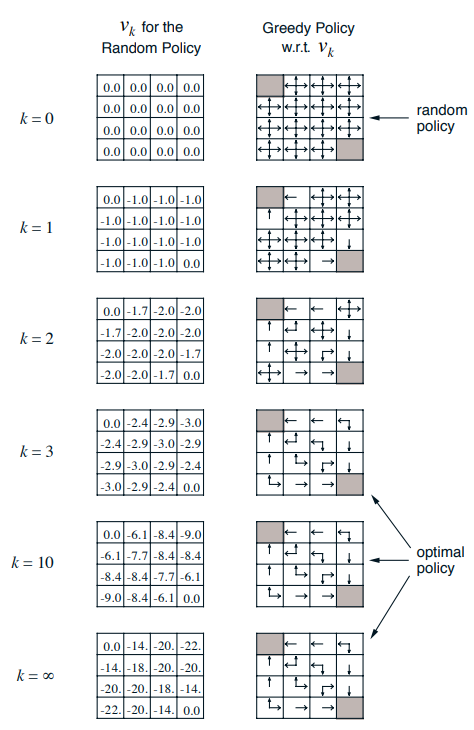 vk for the
Random Policy
Greedy Policy
w.r.t. vk
k = 0
0.0 0.0 0.0 0.0
0.0 0.0 0.0 0.0
0.0 0.0 0.0 0.0
0.0 0.0 0.0 0.0
random
policy
k = 1
0.0 -1.0 -1.0 -1.0
-1.0 -1.0 -1.0 -1.0
-1.0 -1.0 -1.0 -1.0
-1.0 -1.0 -1.0 0.0
k = 2
0.0 -1.7 -2.0 -2.0
-1.7 -2.0 -2.0 -2.0
-2.0 -2.0 -2.0 -1.7
-2.0 -2.0 -1.7 0.0
k = 3
0.0 -2.4 -2.9 -3.0
-2.4 -2.9 -3.0 -2.9
-2.9 -3.0 -2.9 -2.4
-3.0 -2.9 -2.4 0.0
k = 10
0.0 -6.1 -8.4 -9.0
-6.1 -7.7 -8.4 -8.4
-8.4 -8.4 -7.7 -6.1
-9.0 -8.4 -6.1 0.0
optimal
policy
k = ∞
0.0 -14. -20. -22.
-14. -18. -20. -20.
-20. -20. -18. -14.
-22. -20. -14. 0.0